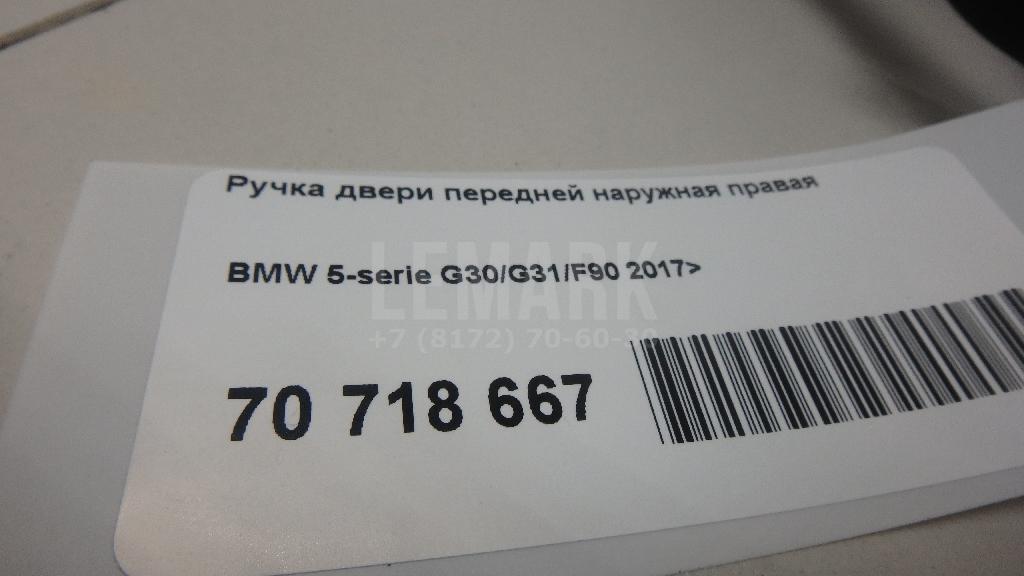 Ручка двери передней наружная правая
BMW 5-serie G30/G31/F90 2017>
LEMARK
+7 (8172) 70-60-30
70 718 667